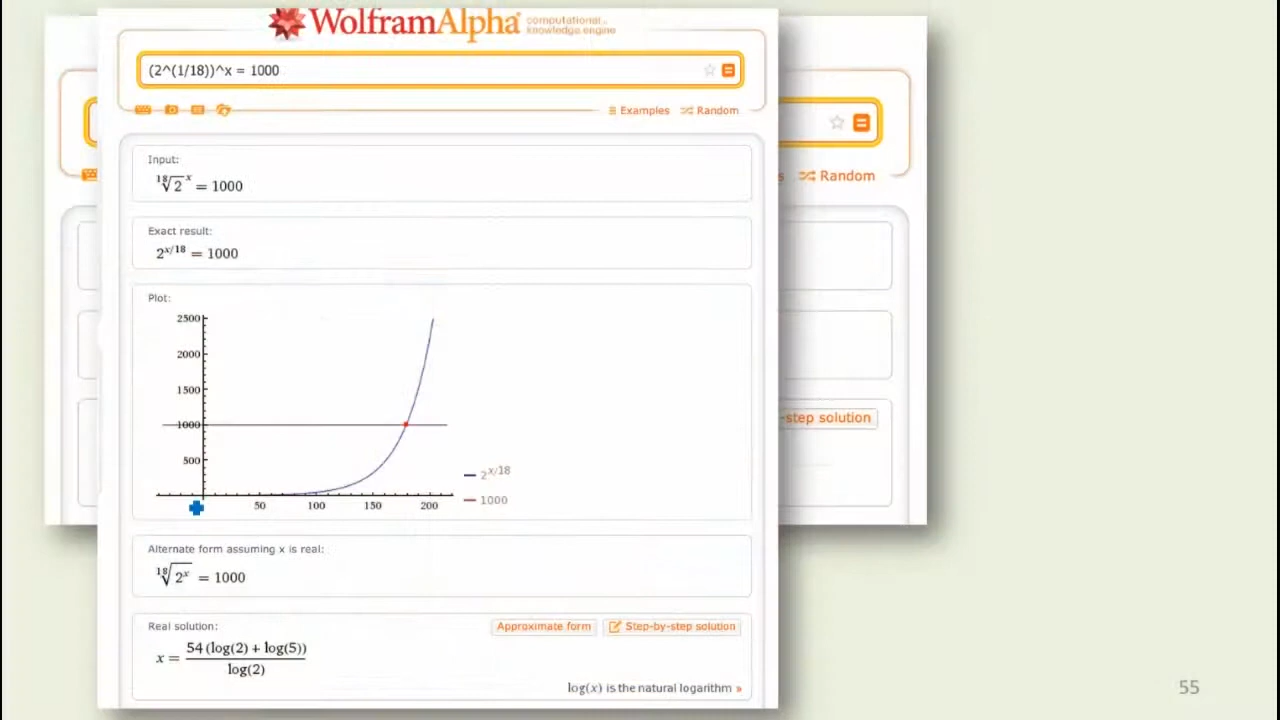 WolframAlpha computational knowledge engine
(2^(1/18))^x = 1000
Examples Random
Random
Input:
¹⁸√2 ˣ = 1000
Exact result:
2^x/18 = 1000
Plot:
2500
2000
1500
1000
500
50 100 150 200
2^x/18
1000
-step solution
Alternate form assuming x is real:
¹⁸√2ˣ = 1000
Real solution:
Approximate form Step-by-step solution
x = 54 (log(2) + log(5)) / log(2)
log(x) is the natural logarithm »
55